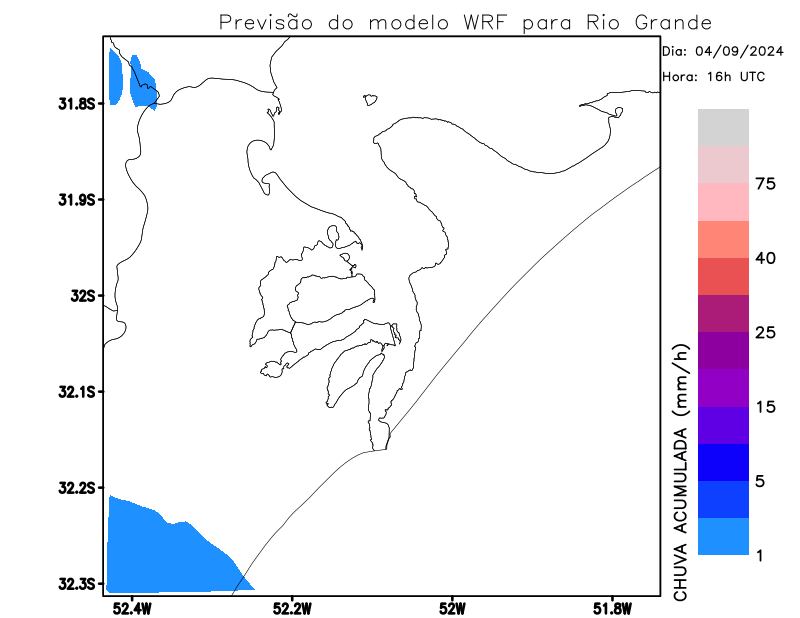 Previsão do modelo WRF para Rio Grande
Dia: 04/09/2024
Hora: 16h UTC
31.8S
31.9S
32S
32.1S
32.2S
32.3S
52.4W
52.2W
52W
51.8W
75
40
25
15
5
1
CHUVA ACUMULADA (mm/h)